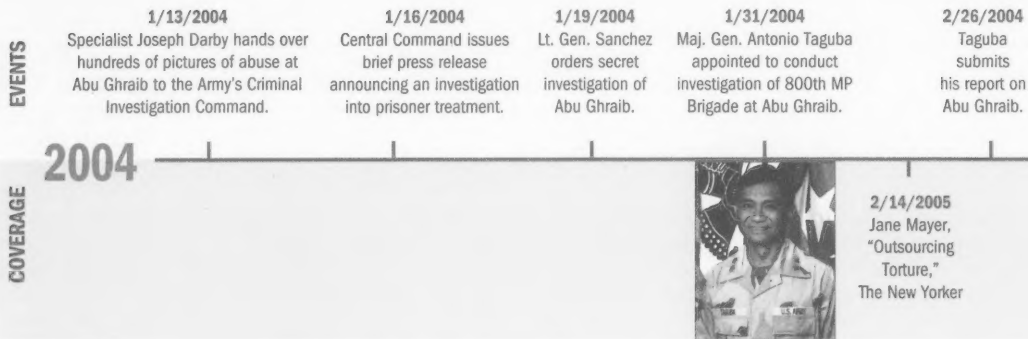 EVENTS
1/13/2004
Specialist Joseph Darby hands over
hundreds of pictures of abuse at
Abu Ghraib to the Army's Criminal
Investigation Command.
1/16/2004
Central Command issues
brief press release
announcing an investigation
into prisoner treatment.
1/19/2004
Lt. Gen. Sanchez
orders secret
investigation of
Abu Ghraib.
1/31/2004
Maj. Gen. Antonio Taguba
appointed to conduct
investigation of 800th MP
Brigade at Abu Ghraib.
2/26/2004
Taguba
submits
his report on
Abu Ghraib.
2004
COVERAGE
2/14/2005
Jane Mayer,
“Outsourcing
Torture,”
The New Yorker
TAGUBA
U.S. ARMY